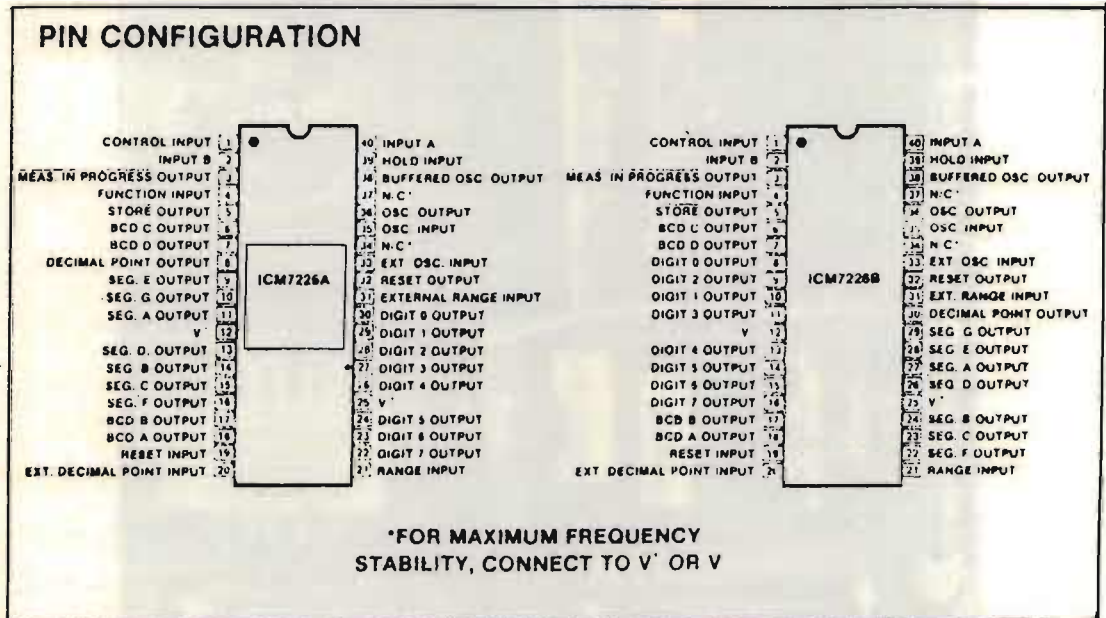 PIN CONFIGURATION
CONTROL INPUT 1
INPUT B 2
MEAS. IN PROGRESS OUTPUT 3
FUNCTION INPUT 4
STORE OUTPUT 5
BCD C OUTPUT 6
BCD D OUTPUT 7
DECIMAL POINT OUTPUT 8
SEG. E OUTPUT 9
SEG. G OUTPUT 10
SEG. A OUTPUT 11
V 12
SEG. D. OUTPUT 13
SEG B OUTPUT 14
SEG. C OUTPUT 15
SEG. F OUTPUT 16
BCD B OUTPUT 17
BCD A OUTPUT 18
RESET INPUT 19
EXT. DECIMAL POINT INPUT 20
ICM7226A
40 INPUT A
39 HOLD INPUT
38 BUFFERED OSC OUTPUT
37 N/C*
36 OSC OUTPUT
35 OSC INPUT
34 N/C*
33 EXT OSC. INPUT
32 RESET OUTPUT
31 EXTERNAL RANGE INPUT
30 DIGIT 0 OUTPUT
29 DIGIT 1 OUTPUT
28 DIGIT 2 OUTPUT
27 DIGIT 3 OUTPUT
26 DIGIT 4 OUTPUT
25 V+
24 DIGIT 5 OUTPUT
23 DIGIT 6 OUTPUT
22 DIGIT 7 OUTPUT
21 RANGE INPUT
CONTROL INPUT 1
INPUT B 2
MEAS IN PROGRESS OUTPUT 3
FUNCTION INPUT 4
STORE OUTPUT 5
BCD C OUTPUT 6
BCD D OUTPUT 7
DIGIT 0 OUTPUT 8
DIGIT 2 OUTPUT 9
DIGIT 1 OUTPUT 10
DIGIT 3 OUTPUT 11
V 12
DIGIT 4 OUTPUT 13
DIGIT 5 OUTPUT 14
DIGIT 6 OUTPUT 15
DIGIT 7 OUTPUT 16
BCD B OUTPUT 17
BCD A OUTPUT 18
RESET INPUT 19
EXT DECIMAL POINT INPUT 20
ICM7226B
40 INPUT A
39 HOLD INPUT
38 BUFFERED OSC OUTPUT
37 N/C*
36 OSC OUTPUT
35 OSC INPUT
34 N/C*
33 EXT OSC INPUT
32 RESET OUTPUT
31 EXT. RANGE INPUT
30 DECIMAL POINT OUTPUT
29 SEG G OUTPUT
28 SEG E OUTPUT
27 SEG. A OUTPUT
26 SEG D OUTPUT
25 V+
24 SEG. B OUTPUT
23 SEG. C OUTPUT
22 SEG. F OUTPUT
21 RANGE INPUT
*FOR MAXIMUM FREQUENCY
STABILITY, CONNECT TO V+ OR V